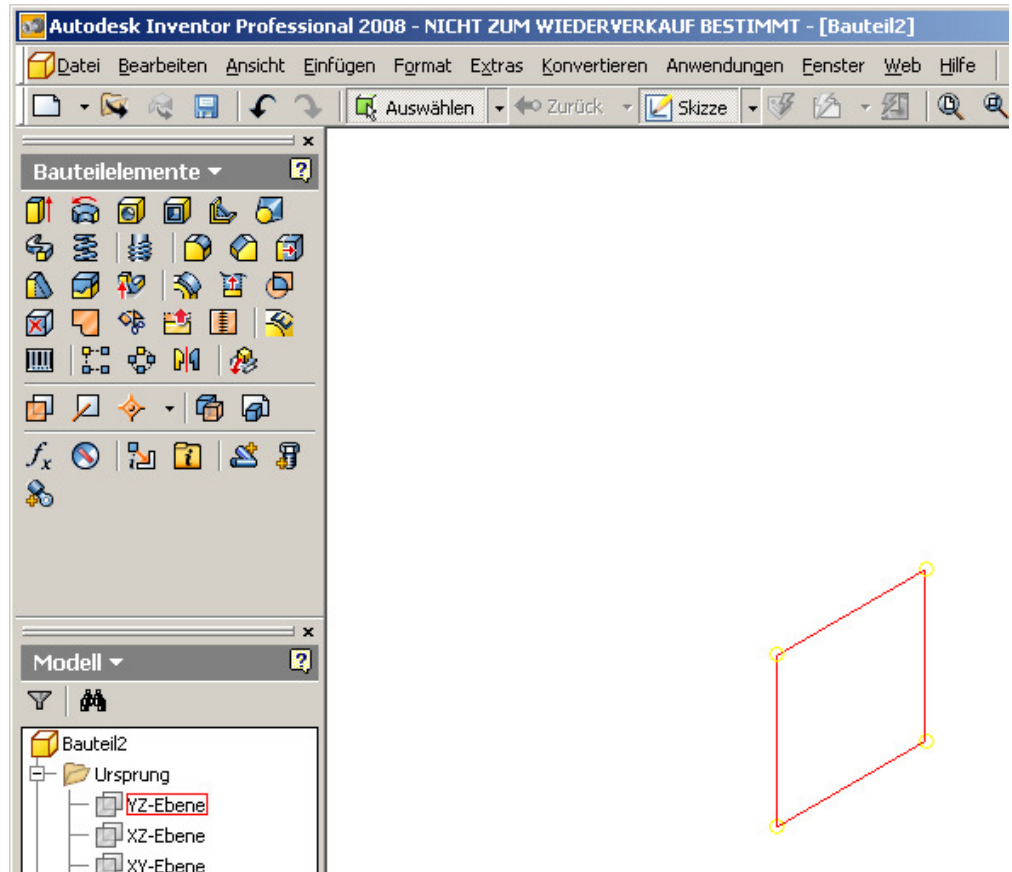 Autodesk Inventor Professional 2008 - NICHT ZUM WIEDERVERKAUF BESTIMMT - [Bauteil2]
Datei Bearbeiten Ansicht Einfügen Format Extras Konvertieren Anwendungen Fenster Web Hilfe
Auswählen Zurück Skizze
Bauteilelemente
fx
Modell
Bauteil2
Ursprung
YZ-Ebene
XZ-Ebene
XY-Ebene